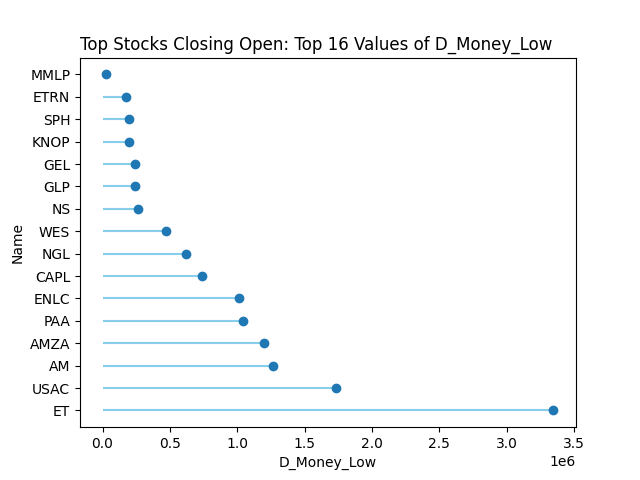 Top Stocks Closing Open: Top 16 Values of D_Money_Low
MMLP
ETRN
SPH
KNOP
GEL
GLP
NS
WES
NGL
CAPL
ENLC
PAA
AMZA
AM
USAC
ET
Name
0.0 0.5 1.0 1.5 2.0 2.5 3.0 3.5
D_Money_Low
1e6